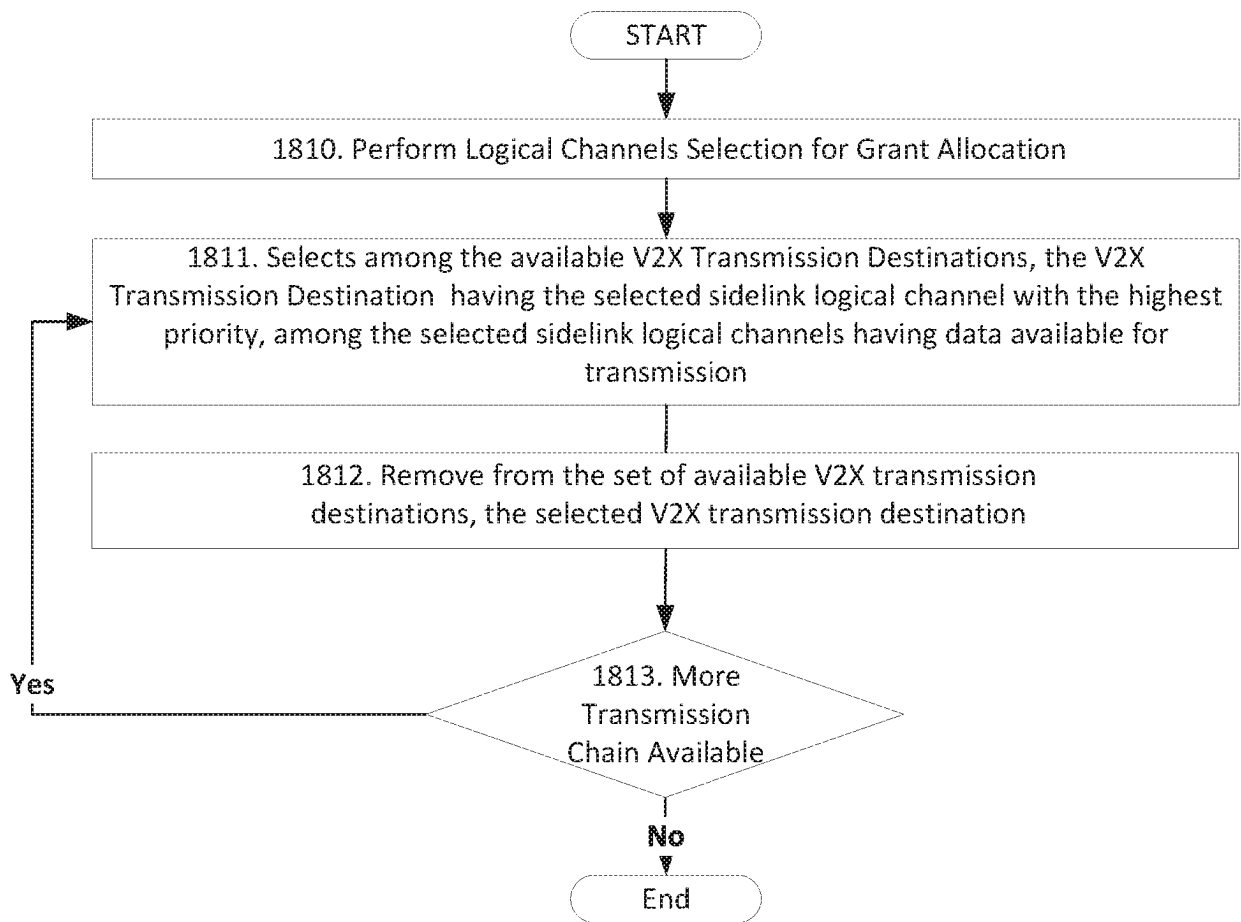 START
1810. Perform Logical Channels Selection for Grant Allocation
1811. Selects among the available V2X Transmission Destinations, the V2X
Transmission Destination having the selected sidelink logical channel with the highest
priority, among the selected sidelink logical channels having data available for
transmission
1812. Remove from the set of available V2X transmission
destinations, the selected V2X transmission destination
Yes
1813. More
Transmission
Chain Available
No
End